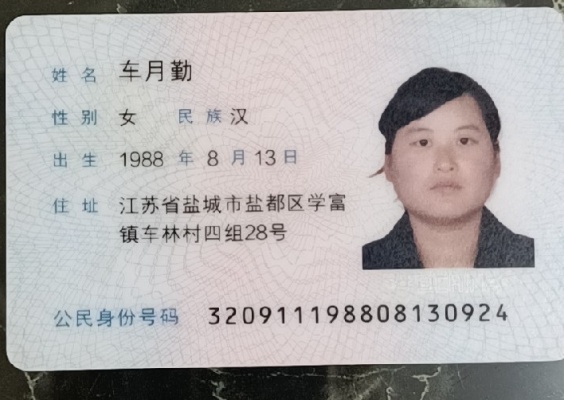 姓名 车月勤
性别 女 民族 汉
出生 1988 年 8 月 13 日
住址 江苏省盐城市盐都区学富
镇车林村四组28号
公民身份号码 320911198808130924